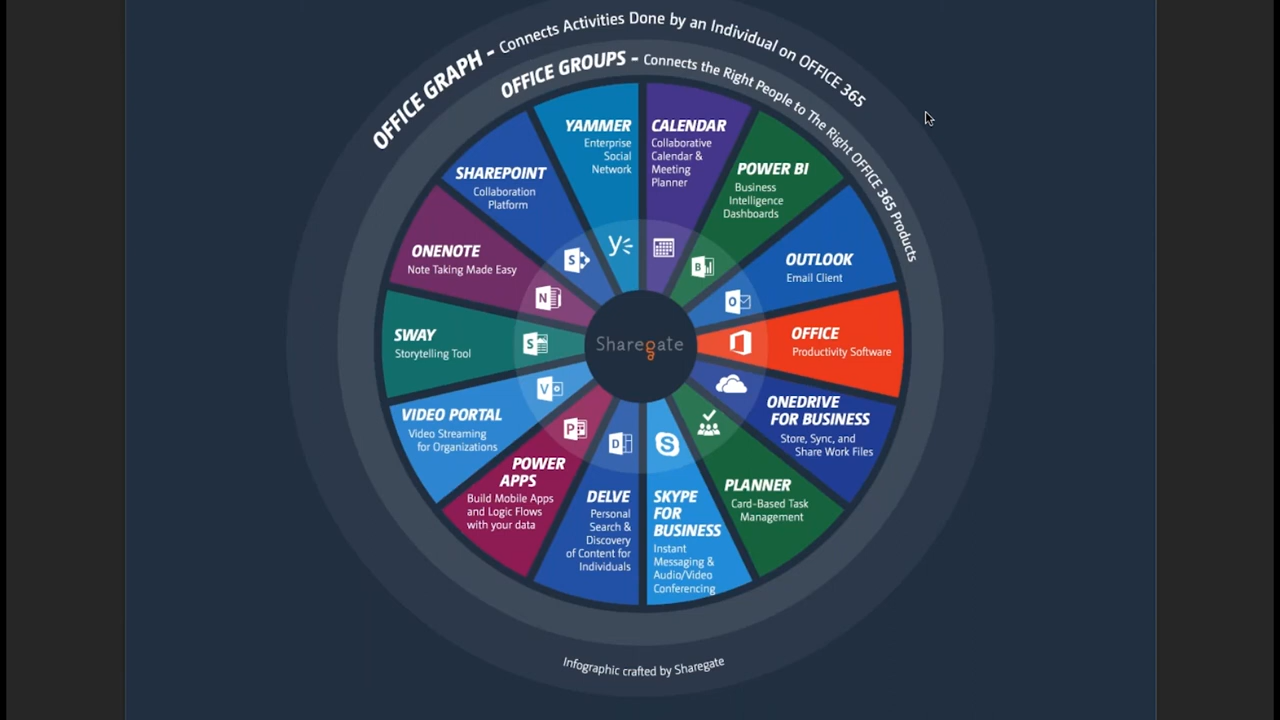 OFFICE GRAPH - Connects Activities Done by an Individual on OFFICE 365
OFFICE GROUPS - Connects the Right People to The Right OFFICE 365 Products
YAMMER
Enterprise
Social
Network
CALENDAR
Collaborative
Calendar &
Meeting
Planner
POWER BI
Business
Intelligence
Dashboards
OUTLOOK
Email Client
OFFICE
Productivity Software
ONEDRIVE
FOR BUSINESS
Store, Sync, and
Share Work Files
PLANNER
Card-Based Task
Management
SKYPE
FOR
BUSINESS
Instant
Messaging &
Audio/Video
Conferencing
DELVE
Personal
Search &
Discovery
of Content for
Individuals
POWER
APPS
Build Mobile Apps
and Logic Flows
with your data
VIDEO PORTAL
Video Streaming
for Organizations
SWAY
Storytelling Tool
ONENOTE
Note Taking Made Easy
SHAREPOINT
Collaboration
Platform
Sharegate
Infographic crafted by Sharegate